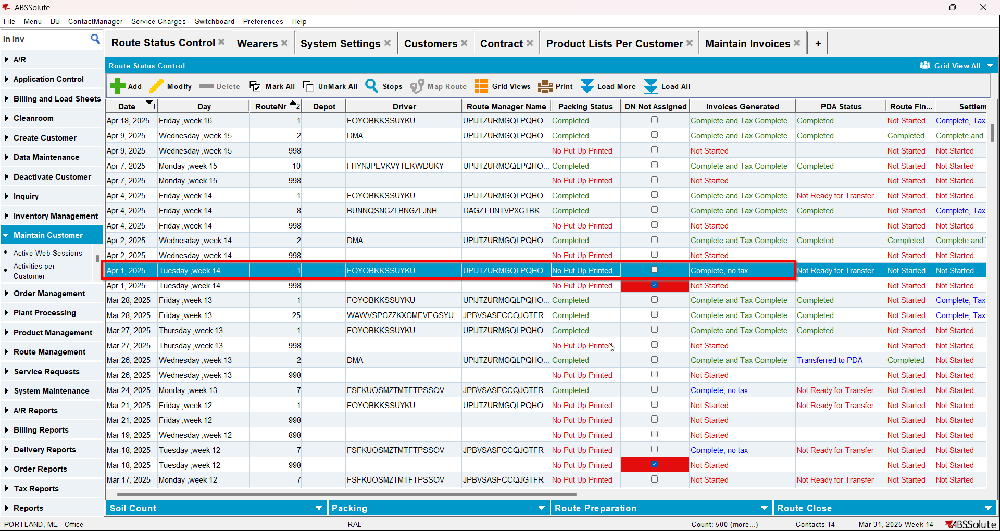 ABSSolute
File Menu BU ContactManager Service Charges Switchboard Preferences Help
in inv
Route Status Control Wearers System Settings Customers Contract Product Lists Per Customer Maintain Invoices +
Route Status Control Grid View All
Add Modify Delete Mark All UnMark All Stops Map Route Grid Views Print Load More Load All
A/R
Application Control
Billing and Load Sheets
Cleanroom
Create Customer
Data Maintenance
Deactivate Customer
Inquiry
Inventory Management
Maintain Customer
Active Web Sessions
Activities per
Customer
Order Management
Plant Processing
Product Management
Route Management
Service Requests
System Maintenance
A/R Reports
Billing Reports
Delivery Reports
Order Reports
Tax Reports
Reports
Date 1 Day RouteNr 2 Depot Driver Route Manager Name Packing Status DN Not Assigned Invoices Generated PDA Status Route Fin... Settlem
Apr 18, 2025 Friday ,week 16 1 FOYOBKKSSUYKU UPIJTZURMGQLPQHO... Completed Complete and Tax Complete Completed Not Started Complete, Tax
Apr 9, 2025 Wednesday ,week 15 2 DMA UPIJTZURMGQLPQHO... Completed Complete and Tax Complete Completed Completed Complete and
Apr 9, 2025 Wednesday ,week 15 998 No Put Up Printed Not Started Not Started Not Started
Apr 7, 2025 Monday ,week 15 10 FHYNJPEVKVYTEKWDUKY UPIJTZURMGQLPQHO... Completed Complete and Tax Complete Completed Not Started Not Started
Apr 7, 2025 Monday ,week 15 998 No Put Up Printed Not Started Not Started Not Started
Apr 4, 2025 Friday ,week 14 1 FOYOBKKSSUYKU UPIJTZURMGQLPQHO... Completed Complete and Tax Complete Not Ready for Transfer Not Started Not Started
Apr 4, 2025 Friday ,week 14 8 BUNNQSNCZLBNGZLJNH DAGZTTINTVPXCTBK... Completed Complete and Tax Complete Completed Not Started Complete, Tax
Apr 4, 2025 Friday ,week 14 998 No Put Up Printed Not Started Not Started Not Started
Apr 2, 2025 Wednesday ,week 14 2 DMA UPIJTZURMGQLPQHO... Completed Complete and Tax Complete Completed Completed Complete and
Apr 2, 2025 Wednesday ,week 14 998 No Put Up Printed Not Started Not Started Not Started
Apr 1, 2025 Tuesday ,week 14 1 FOYOBKKSSUYKU UPIJTZURMGQLPQHO... No Put Up Printed Complete, no tax Not Ready for Transfer Not Started Not Started
Apr 1, 2025 Tuesday ,week 14 998 No Put Up Printed Not Started Not Started Not Started
Mar 28, 2025 Friday ,week 13 1 FOYOBKKSSUYKU UPIJTZURMGQLPQHO... Completed Complete and Tax Complete Completed Not Started Complete, Tax
Mar 28, 2025 Friday ,week 13 25 WAWVSPGZZKXGMEVEGSYU... JPBVSASFCCQJGTFR Completed Complete and Tax Complete Completed Not Started Complete, Tax
Mar 27, 2025 Thursday ,week 13 1 FOYOBKKSSUYKU UPIJTZURMGQLPQHO... Completed Complete and Tax Complete Completed Not Started Not Started
Mar 27, 2025 Thursday ,week 13 998 No Put Up Printed Not Started Not Started Not Started
Mar 26, 2025 Wednesday ,week 13 2 DMA UPIJTZURMGQLPQHO... Completed Complete and Tax Complete Transferred to PDA Completed Not Started
Mar 26, 2025 Wednesday ,week 13 998 No Put Up Printed Not Started Not Started Not Started
Mar 24, 2025 Monday ,week 13 7 FSFKUOSMZTMTFTPSSOV JPBVSASFCCQJGTFR Completed Complete, no tax Not Ready for Transfer Not Started Not Started
Mar 21, 2025 Friday ,week 12 1 FOYOBKKSSUYKU UPIJTZURMGQLPQHO... No Put Up Printed Not Started Not Ready for Transfer Not Started Not Started
Mar 21, 2025 Friday ,week 12 998 No Put Up Printed Not Started Not Started Not Started
Mar 19, 2025 Wednesday ,week 12 898 No Put Up Printed Not Started Not Started Not Started
Mar 18, 2025 Tuesday ,week 12 7 FSFKUOSMZTMTFTPSSOV JPBVSASFCCQJGTFR No Put Up Printed Complete, no tax Not Ready for Transfer Not Started Not Started
Mar 18, 2025 Tuesday ,week 12 998 No Put Up Printed Not Started Not Started Not Started
Mar 17, 2025 Monday ,week 12 7 FSFKUOSMZTMTFTPSSOV JPBVSASFCCQJGTFR No Put Up Printed Not Started Not Ready for Transfer Not Started Not Started
Soil Count Packing Route Preparation Route Close
PORTLAND, ME - Office RAL Count: 500 (more...) Contacts 14 Mar 31, 2025 Week 14 ABSSolute